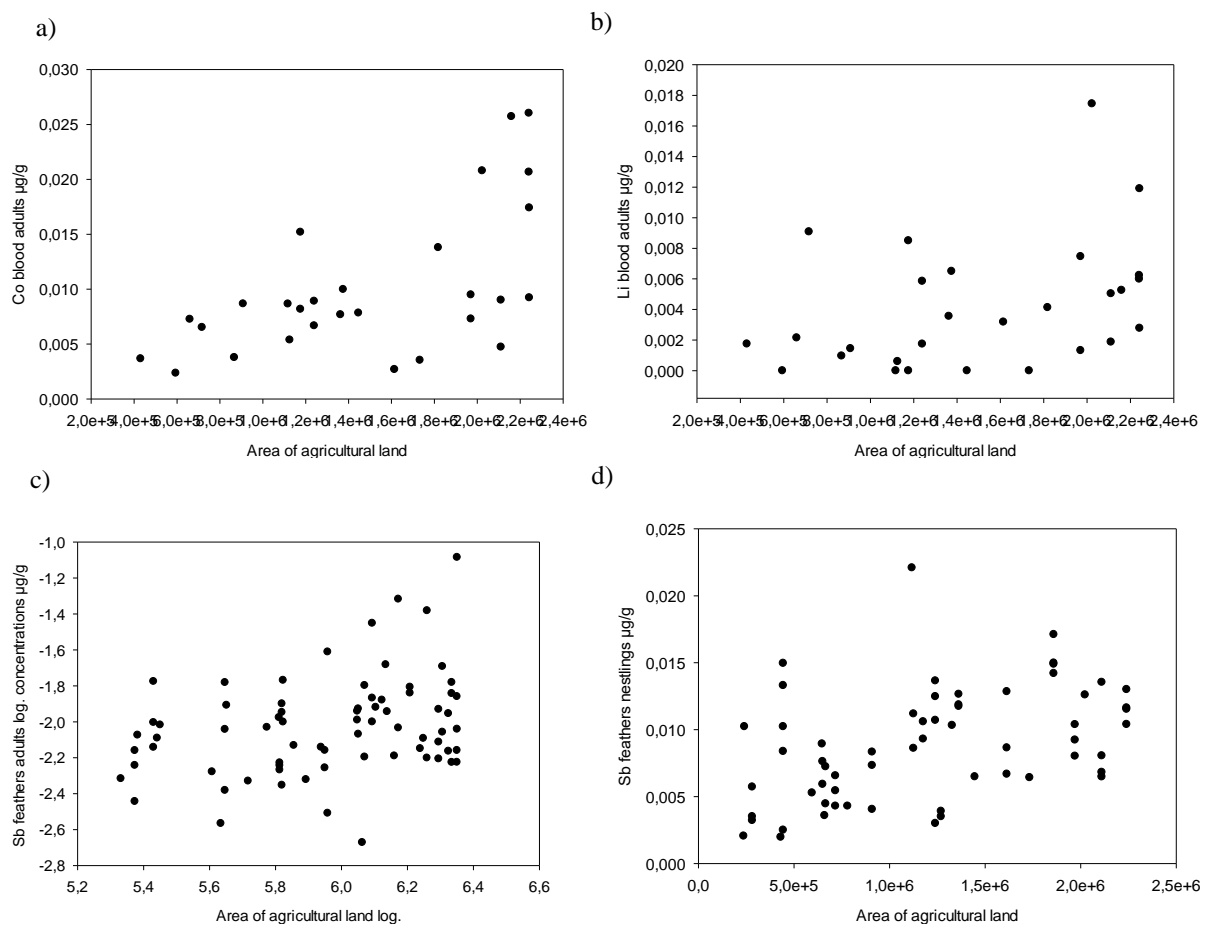 a)
0,030
0,025
0,020
0,015
0,010
0,005
0,000
Co blood adults µg/g
2,0e+5 4,0e+5 6,0e+5 8,0e+5 1,0e+6 1,2e+6 1,4e+6 1,6e+6 1,8e+6 2,0e+6 2,2e+6 2,4e+6
Area of agricultural land
b)
0,020
0,018
0,016
0,014
0,012
0,010
0,008
0,006
0,004
0,002
0,000
Li blood adults µg/g
2,0e+5 4,0e+5 6,0e+5 8,0e+5 1,0e+6 1,2e+6 1,4e+6 1,6e+6 1,8e+6 2,0e+6 2,2e+6 2,4e+6
Area of agricultural land
c)
-1,0
-1,2
-1,4
-1,6
-1,8
-2,0
-2,2
-2,4
-2,6
-2,8
Sb feathers adults log. concentrations µg/g
5,2 5,4 5,6 5,8 6,0 6,2 6,4 6,6
Area of agricultural land log.
d)
0,025
0,020
0,015
0,010
0,005
0,000
Sb feathers nestlings µg/g
0,0 5,0e+5 1,0e+6 1,5e+6 2,0e+6 2,5e+6
Area of agricultural land